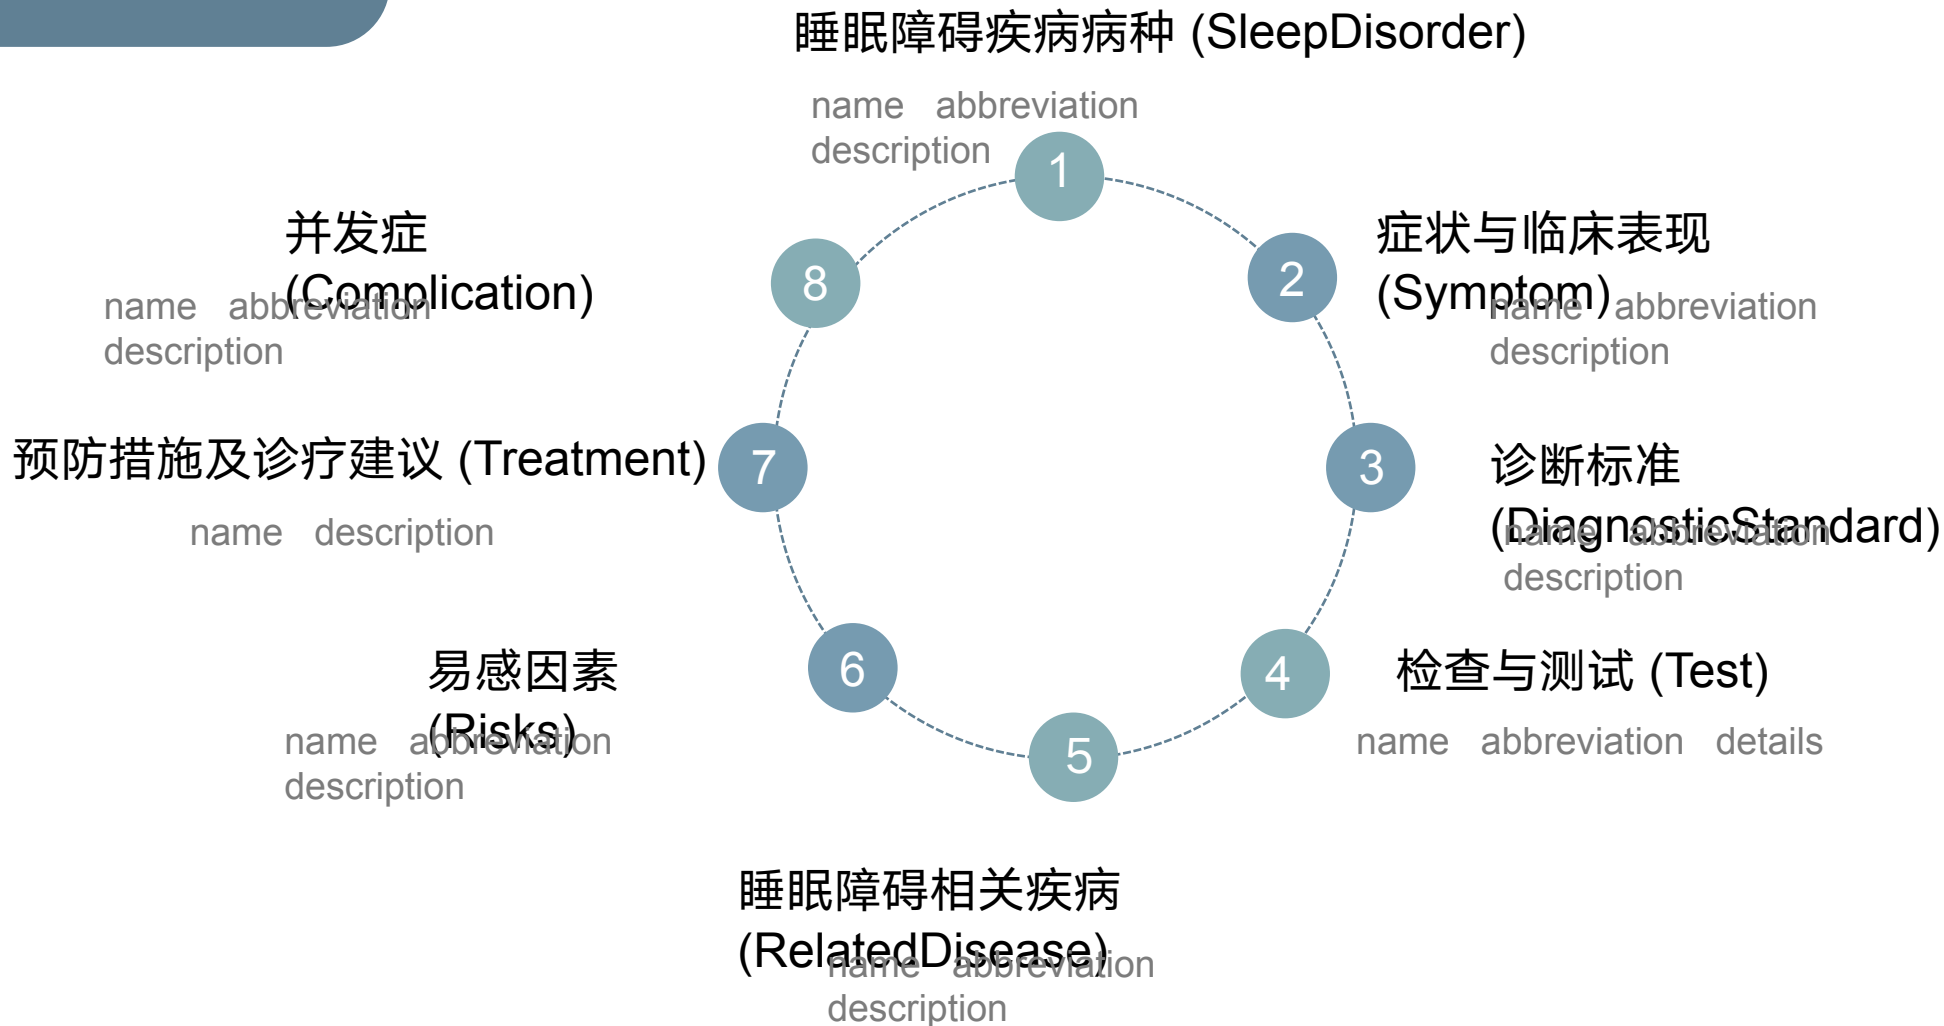 睡眠障碍疾病病种 (SleepDisorder)
name abbreviation
description
1
症状与临床表现
(Symptom)
name abbreviation
description
2
诊断标准
(DiagnosticStandard)
name abbreviation
description
3
检查与测试 (Test)
name abbreviation details
4
睡眠障碍相关疾病
(RelatedDisease)
name abbreviation
description
5
易感因素
(Risks)
name abbreviation
description
6
预防措施及诊疗建议 (Treatment)
name description
7
并发症
(Complication)
name abbreviation
description
8